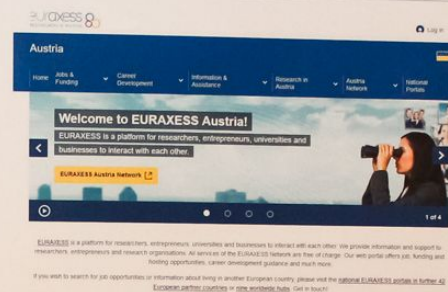 euraxess
Log in
Austria
Home
Jobs &
Funding
Career
Development
Information &
Assistance
Research in
Austria
Austria
Network
National
Portals
Welcome to EURAXESS Austria!
EURAXESS is a platform for researchers, entrepreneurs, universities and
businesses to interact with each other.
EURAXESS Austria Network
1 of 4
EURAXESS is a platform for researchers, entrepreneurs, universities and businesses to interact with each other. We provide information and support to
researchers, entrepreneurs and research organisations. All services of the EURAXESS Network are free of charge. Our web portal offers job, funding and
hosting opportunities, career development guidance and much more.
If you wish to search for job opportunities or information about living in another European country, please visit the national EURAXESS portals in further
European partner countries or nine worldwide hubs. Get in touch!